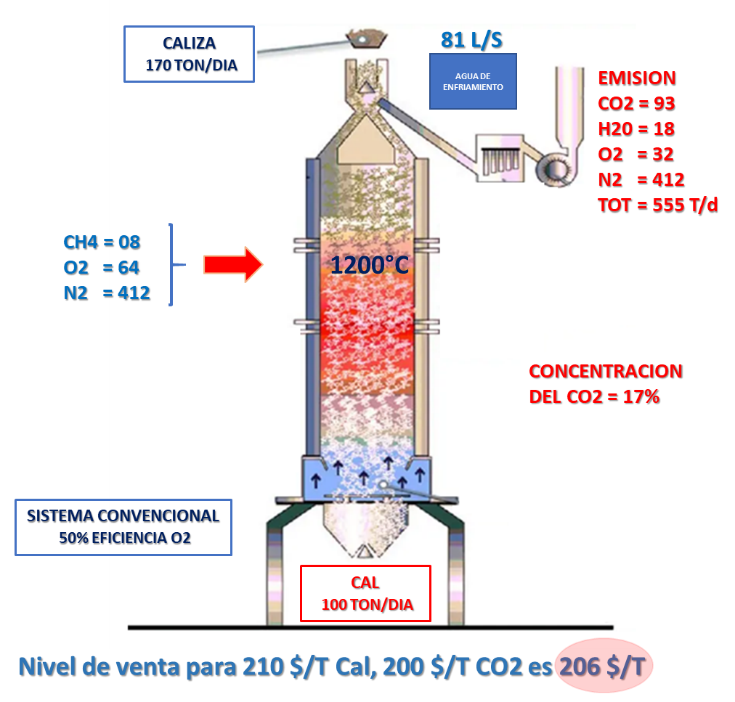 CALIZA
170 TON/DIA
81 L/S
AGUA DE
ENFRIAMIENTO
EMISION
CO2 = 93
H20 = 18
O2 = 32
N2 = 412
TOT = 555 T/d
CH4 = 08
O2 = 64
N2 = 412
1200°C
CONCENTRACION
DEL CO2 = 17%
SISTEMA CONVENCIONAL
50% EFICIENCIA O2
CAL
100 TON/DIA
Nivel de venta para 210 $/T Cal, 200 $/T CO2 es 206 $/T